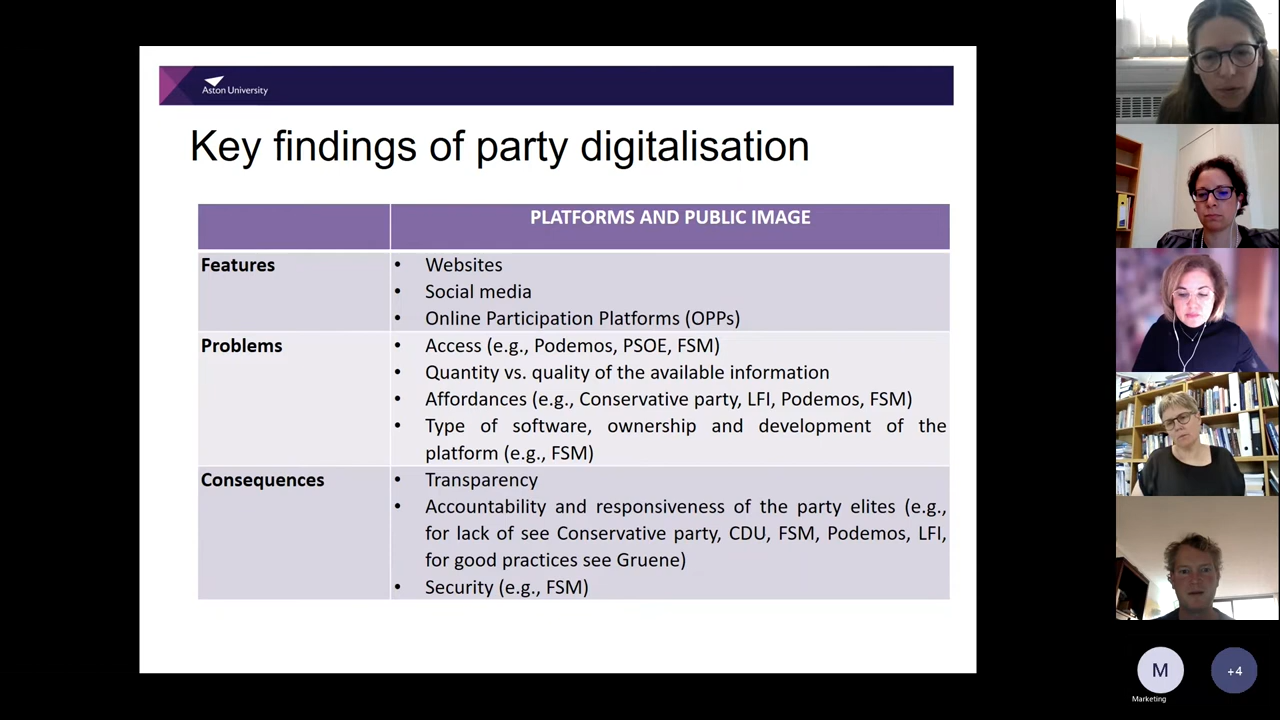 Aston University
Key findings of party digitalisation
PLATFORMS AND PUBLIC IMAGE
Features
• Websites
• Social media
• Online Participation Platforms (OPPs)
Problems
• Access (e.g., Podemos, PSOE, FSM)
• Quantity vs. quality of the available information
• Affordances (e.g., Conservative party, LFI, Podemos, FSM)
• Type of software, ownership and development of the
platform (e.g., FSM)
Consequences
• Transparency
• Accountability and responsiveness of the party elites (e.g.,
for lack of see Conservative party, CDU, FSM, Podemos, LFI,
for good practices see Gruene)
• Security (e.g., FSM)
M
Marketing
+4